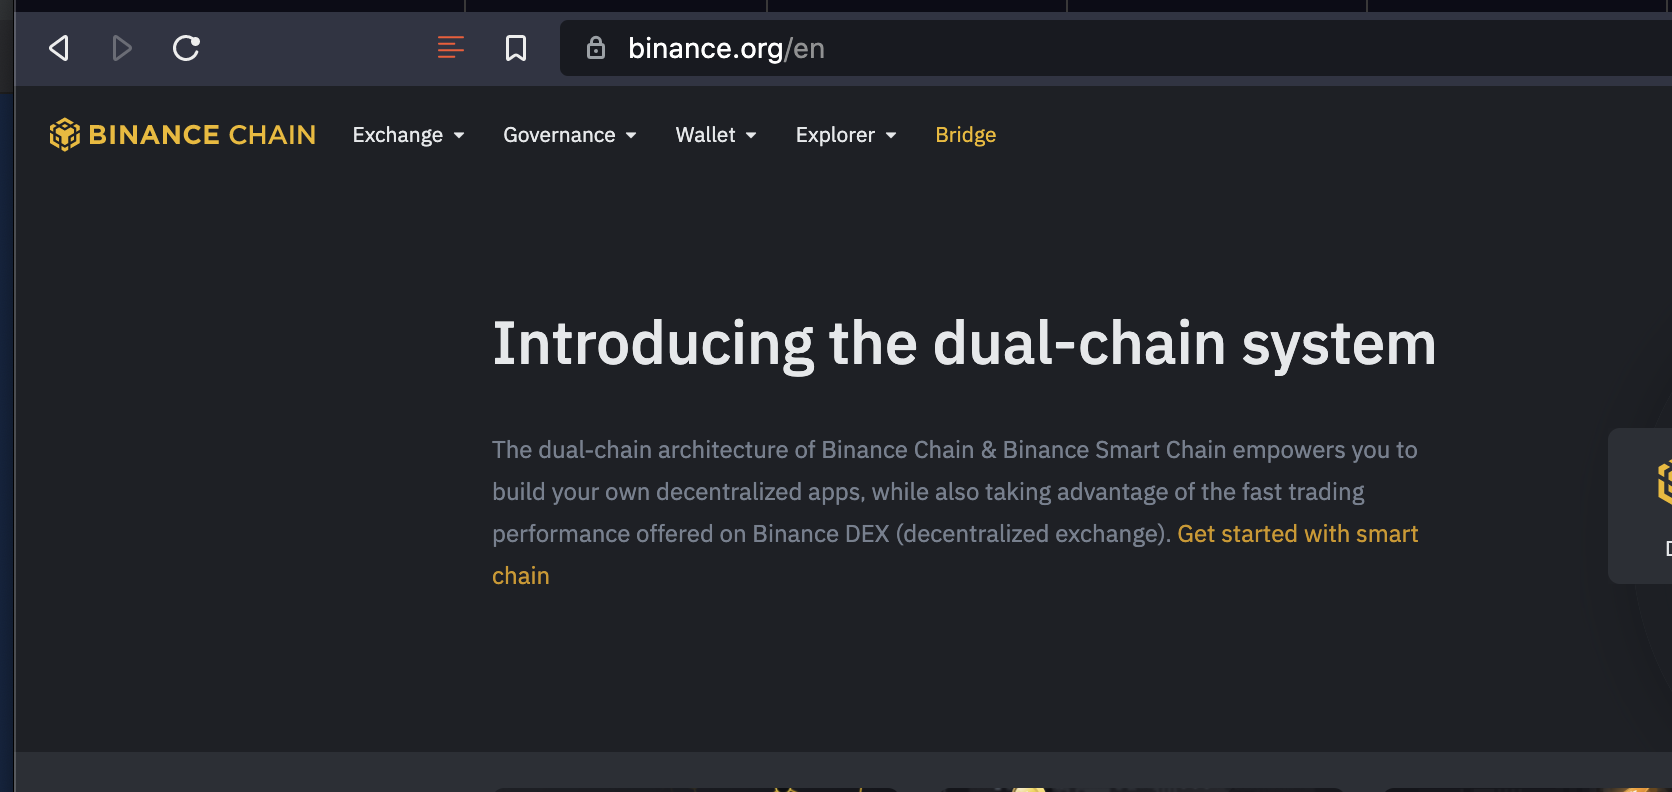 binance.org/en
BINANCE CHAIN Exchange Governance Wallet Explorer Bridge
Introducing the dual-chain system
The dual-chain architecture of Binance Chain & Binance Smart Chain empowers you to
build your own decentralized apps, while also taking advantage of the fast trading
performance offered on Binance DEX (decentralized exchange). Get started with smart
chain